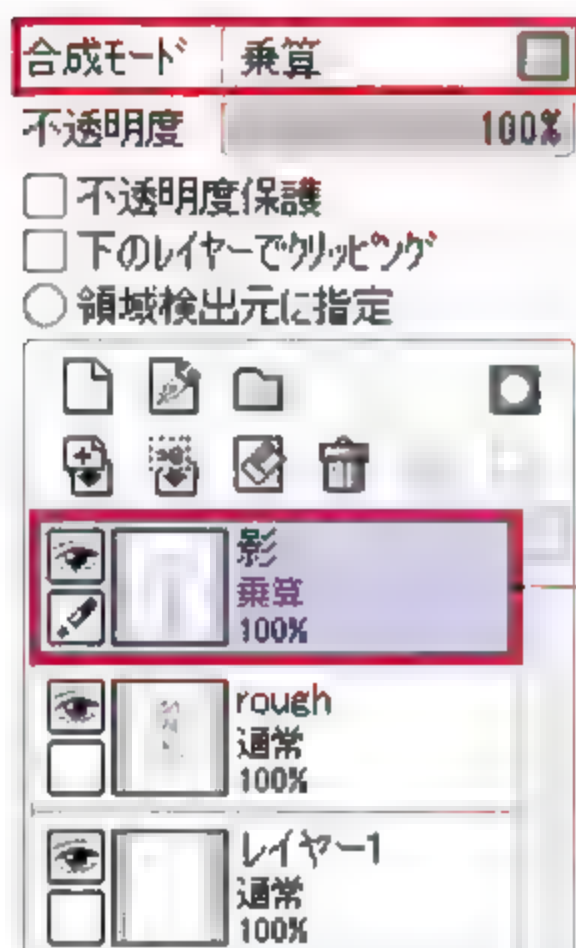 合成モード 乗算
不透明度 100%
不透明度保護
下のレイヤーでクリッピング
領域検出元に指定
影
乗算
100%
rough
通常
100%
レイヤー1
通常
100%